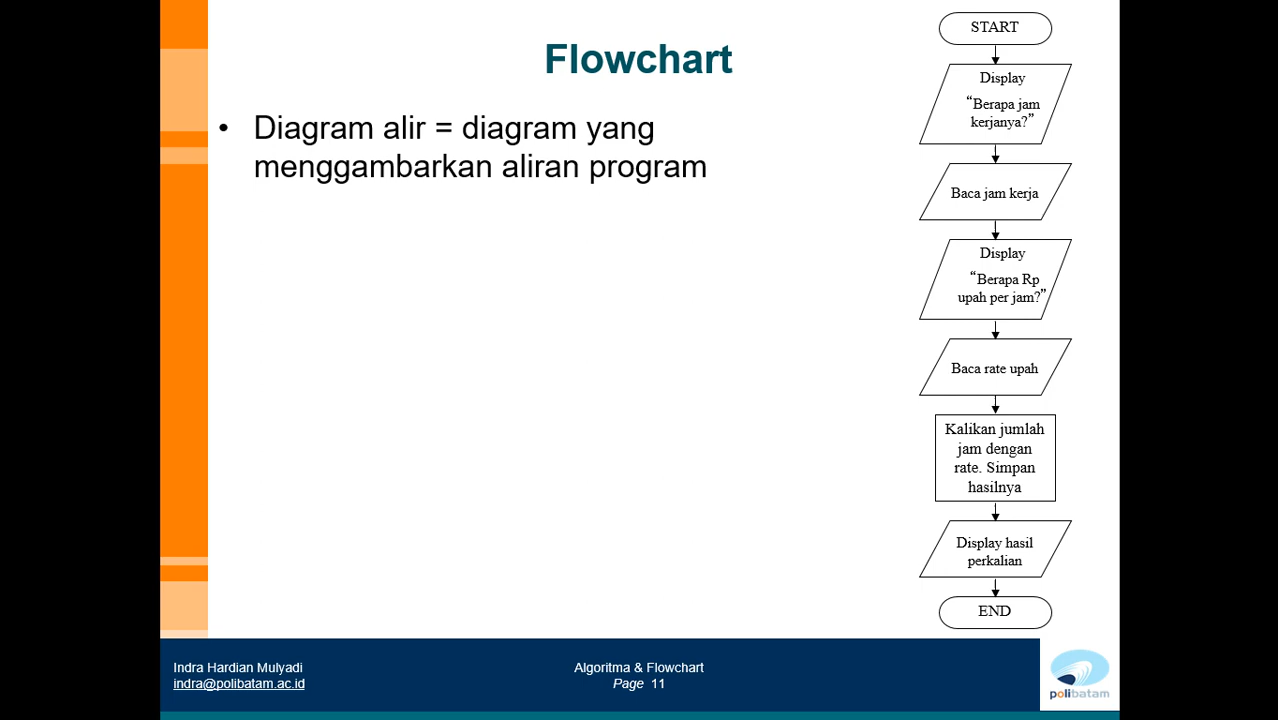 Flowchart
• Diagram alir = diagram yang
menggambarkan aliran program
START
Display
“Berapa jam
kerjanya?”
Baca jam kerja
Display
“Berapa Rp
upah per jam?”
Baca rate upah
Kalikan jumlah
jam dengan
rate. Simpan
hasilnya
Display hasil
perkalian
END
Indra Hardian Mulyadi
indra@polibatam.ac.id
Algoritma & Flowchart
Page 11
polibatam